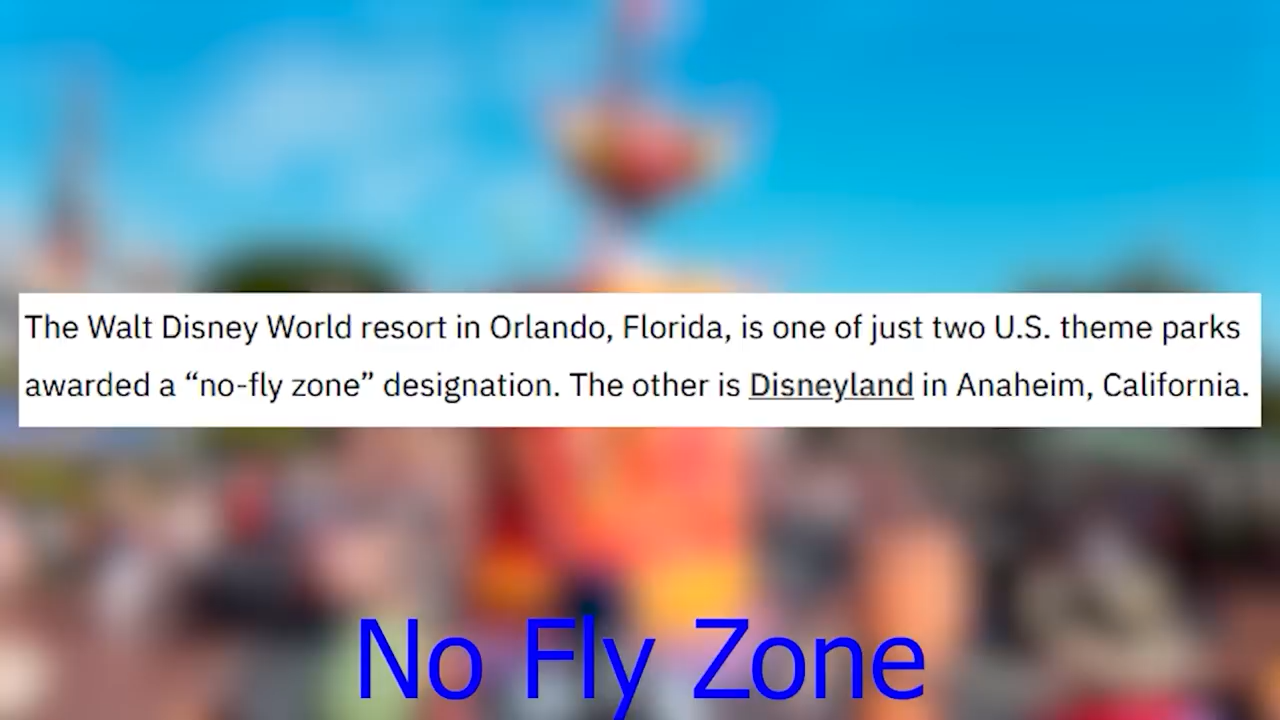 The Walt Disney World resort in Orlando, Florida, is one of just two U.S. theme parks
awarded a “no-fly zone” designation. The other is Disneyland in Anaheim, California.
No Fly Zone